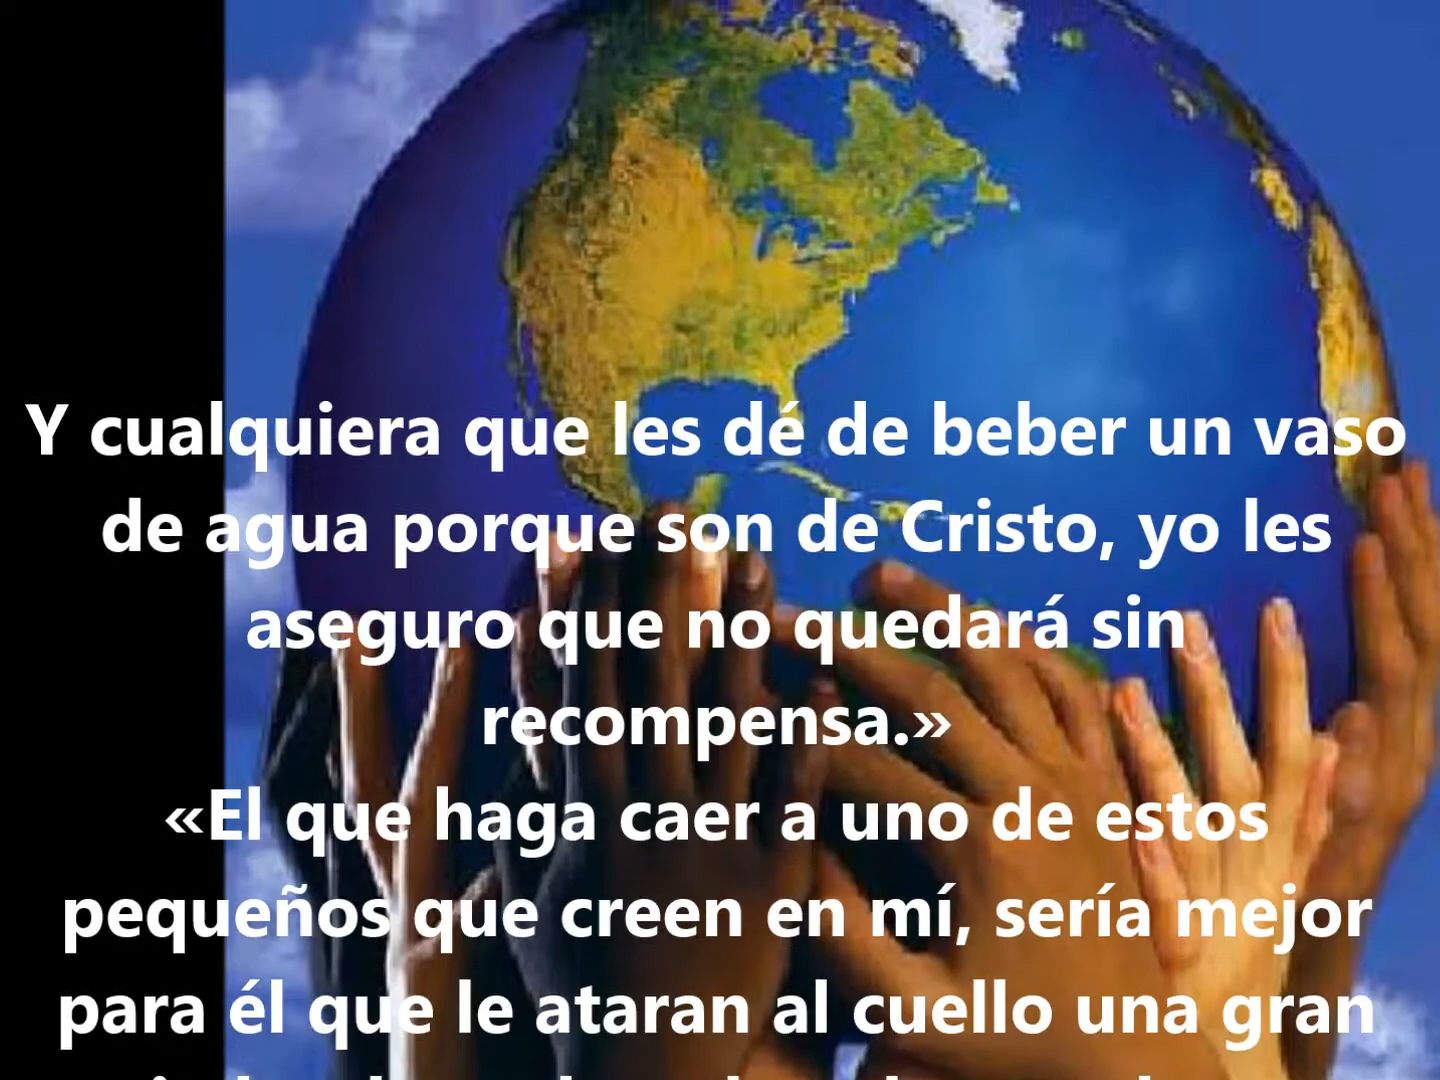 Y cualquiera que les dé de beber un vaso
de agua porque son de Cristo, yo les
aseguro que no quedará sin
recompensa.»
«El que haga caer a uno de estos
pequeños que creen en mí, sería mejor
para él que le ataran al cuello una gran